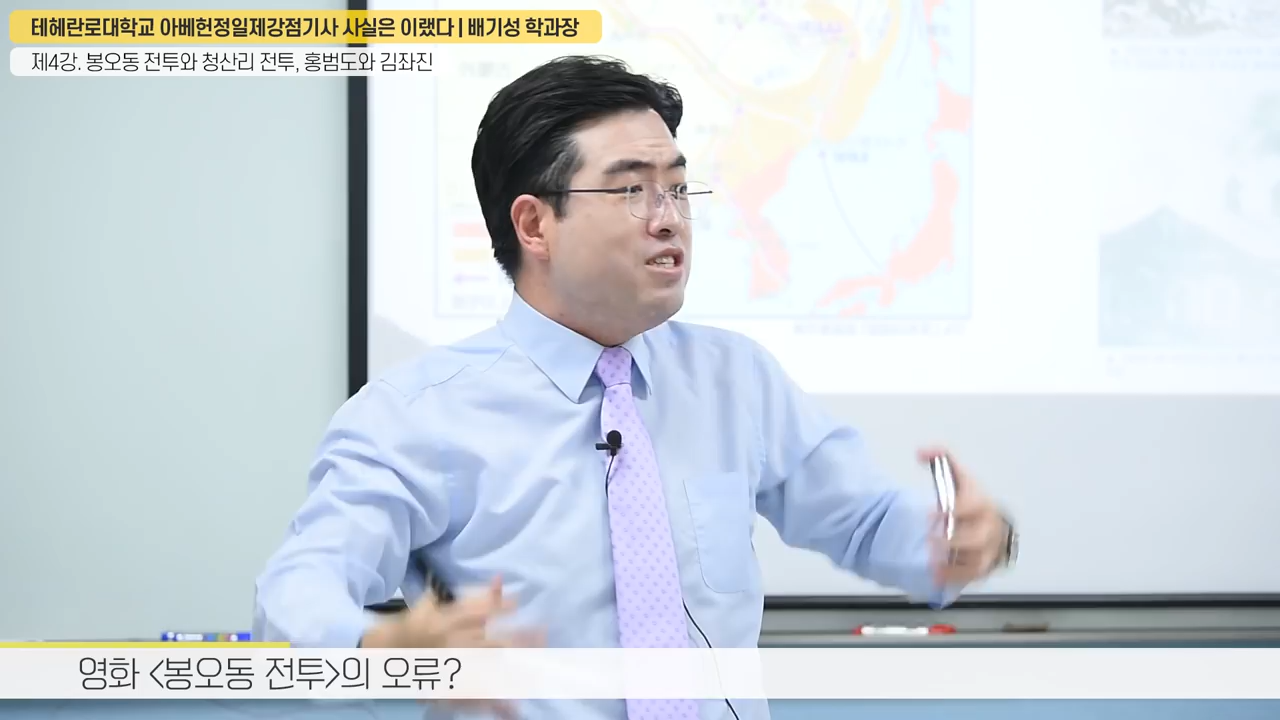 테헤란로대학교 아베헌정일제강점기사 사실은 이랬다 | 배기성 학과장
제4강. 봉오동 전투와 청산리 전투, 홍범도와 김좌진
영화 <봉오동 전투>의 오류?